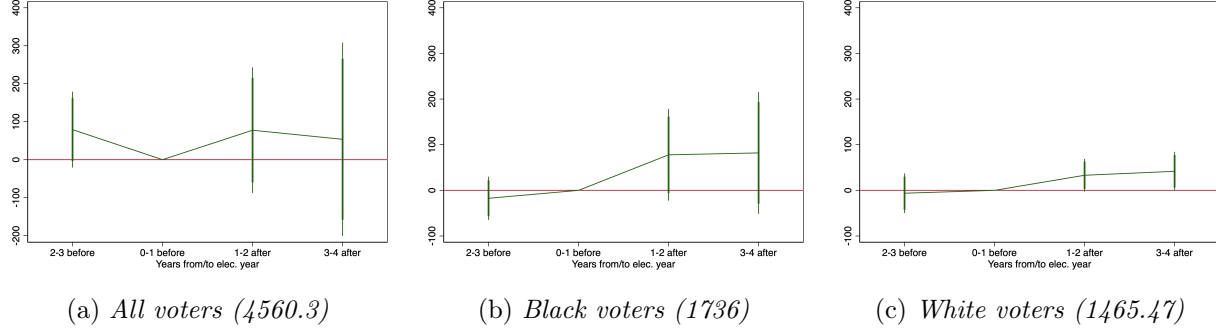 400
300
200
100
0
-100
-200
2-3 before 0-1 before 1-2 after 3-4 after
Years from/to elec. year
(a) All voters (4560.3)
400
300
200
100
0
-100
2-3 before 0-1 before 1-2 after 3-4 after
Years from/to elec. year
(b) Black voters (1736)
400
300
200
100
0
-100
2-3 before 0-1 before 1-2 after 3-4 after
Years from/to elec. year
(c) White voters (1465.47)